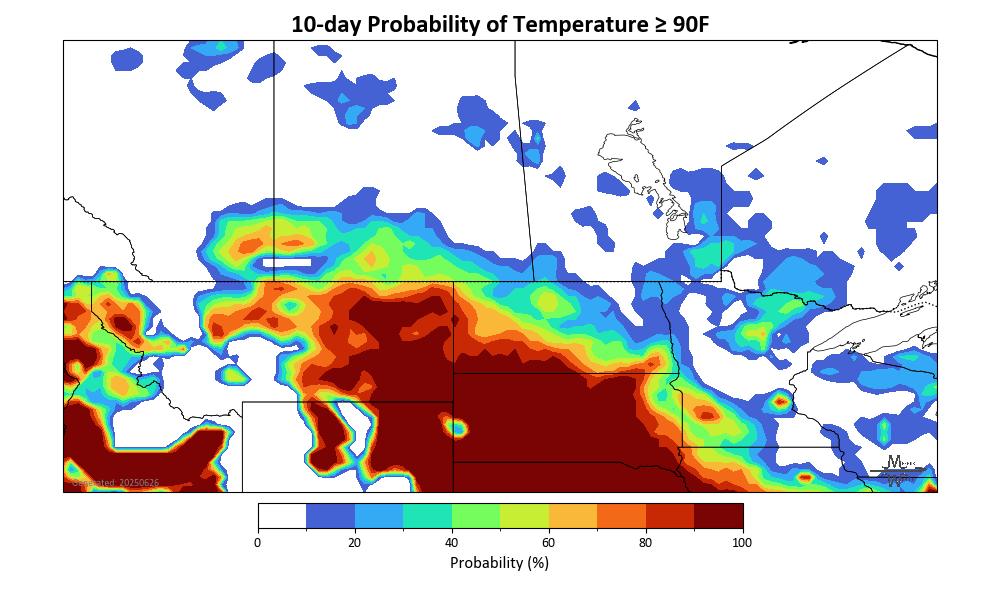 10-day Probability of Temperature ≥ 90F
Generated: 20250626
0 20 40 60 80 100
Probability (%)